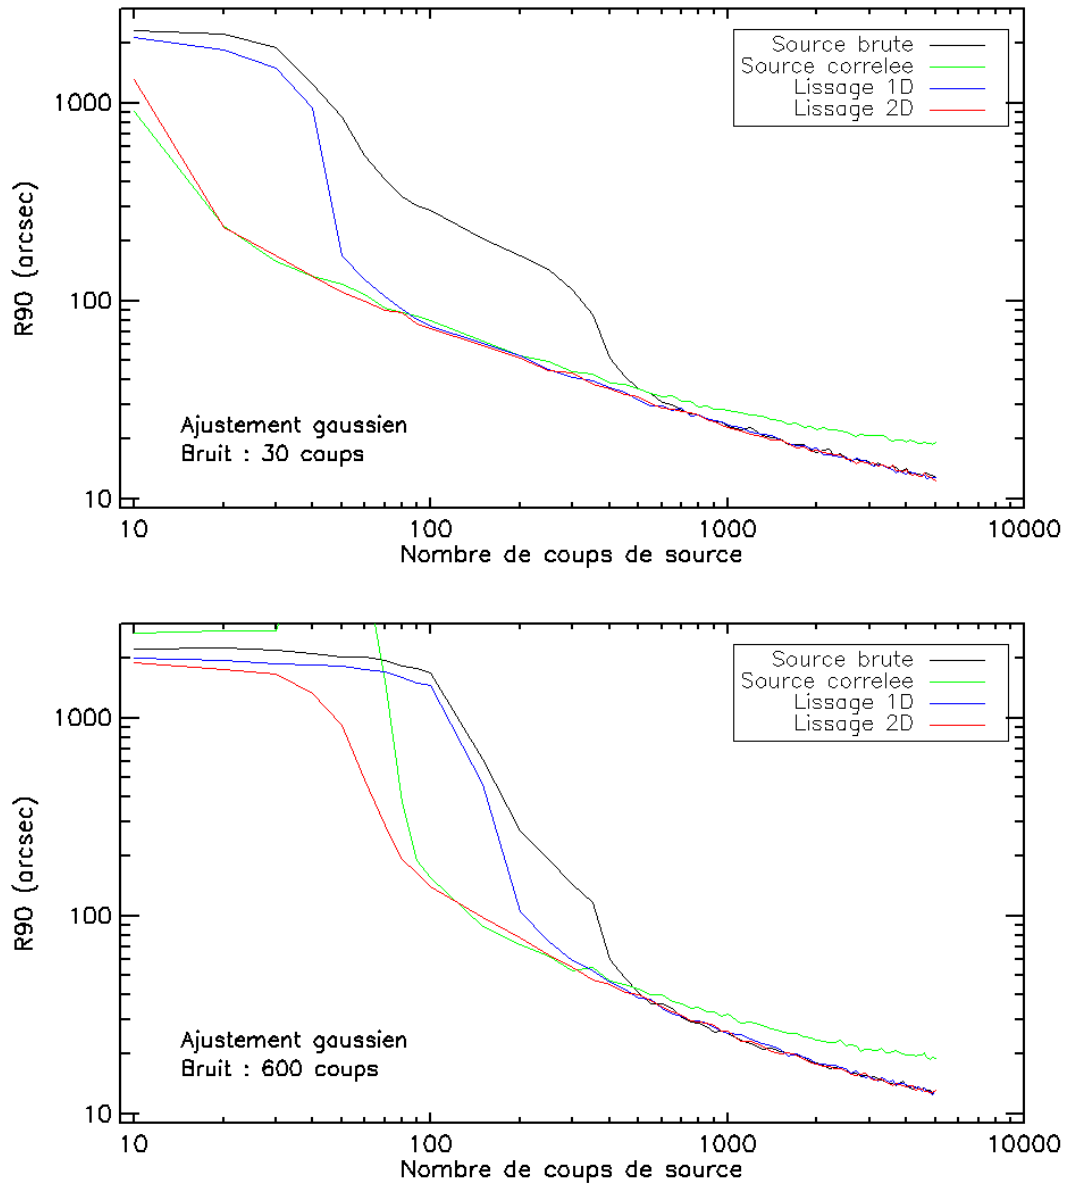 1000
100
10
R90 (arcsec)
Source brute
Source correlee
Lissage 1D
Lissage 2D
Ajustement gaussien
Bruit : 30 coups
10 100 1000 10000
Nombre de coups de source
1000
100
10
R90 (arcsec)
Source brute
Source correlee
Lissage 1D
Lissage 2D
Ajustement gaussien
Bruit : 600 coups
10 100 1000 10000
Nombre de coups de source